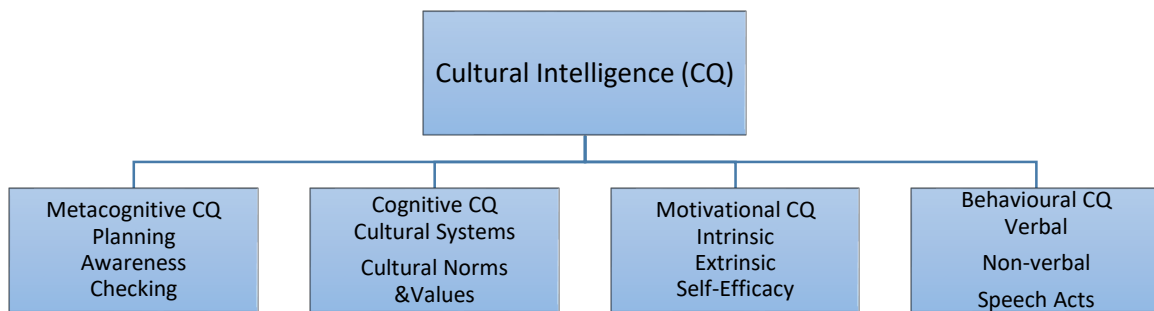 Cultural Intelligence (CQ)
Metacognitive CQ
Planning
Awareness
Checking
Cognitive CQ
Cultural Systems
Cultural Norms
&Values
Motivational CQ
Intrinsic
Extrinsic
Self-Efficacy
Behavioural CQ
Verbal
Non-verbal
Speech Acts